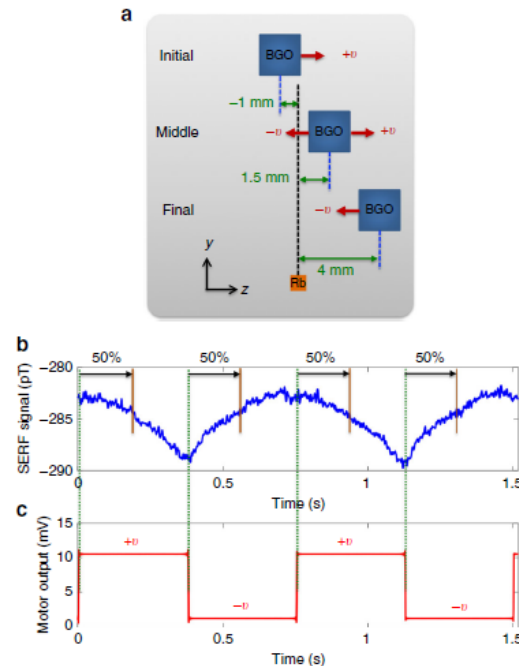 a
Initial
BGO
+υ
−1 mm
Middle
−υ
BGO
+υ
1.5 mm
Final
−υ
BGO
4 mm
y
z
Rb
b
50% 50% 50% 50%
SERF signal (pT)
−280
−285
−290
0 0.5 1 1.5
Time (s)
c
Motor output (mV)
15
10
5
0
+υ −υ +υ −υ
0 0.5 1 1.5
Time (s)